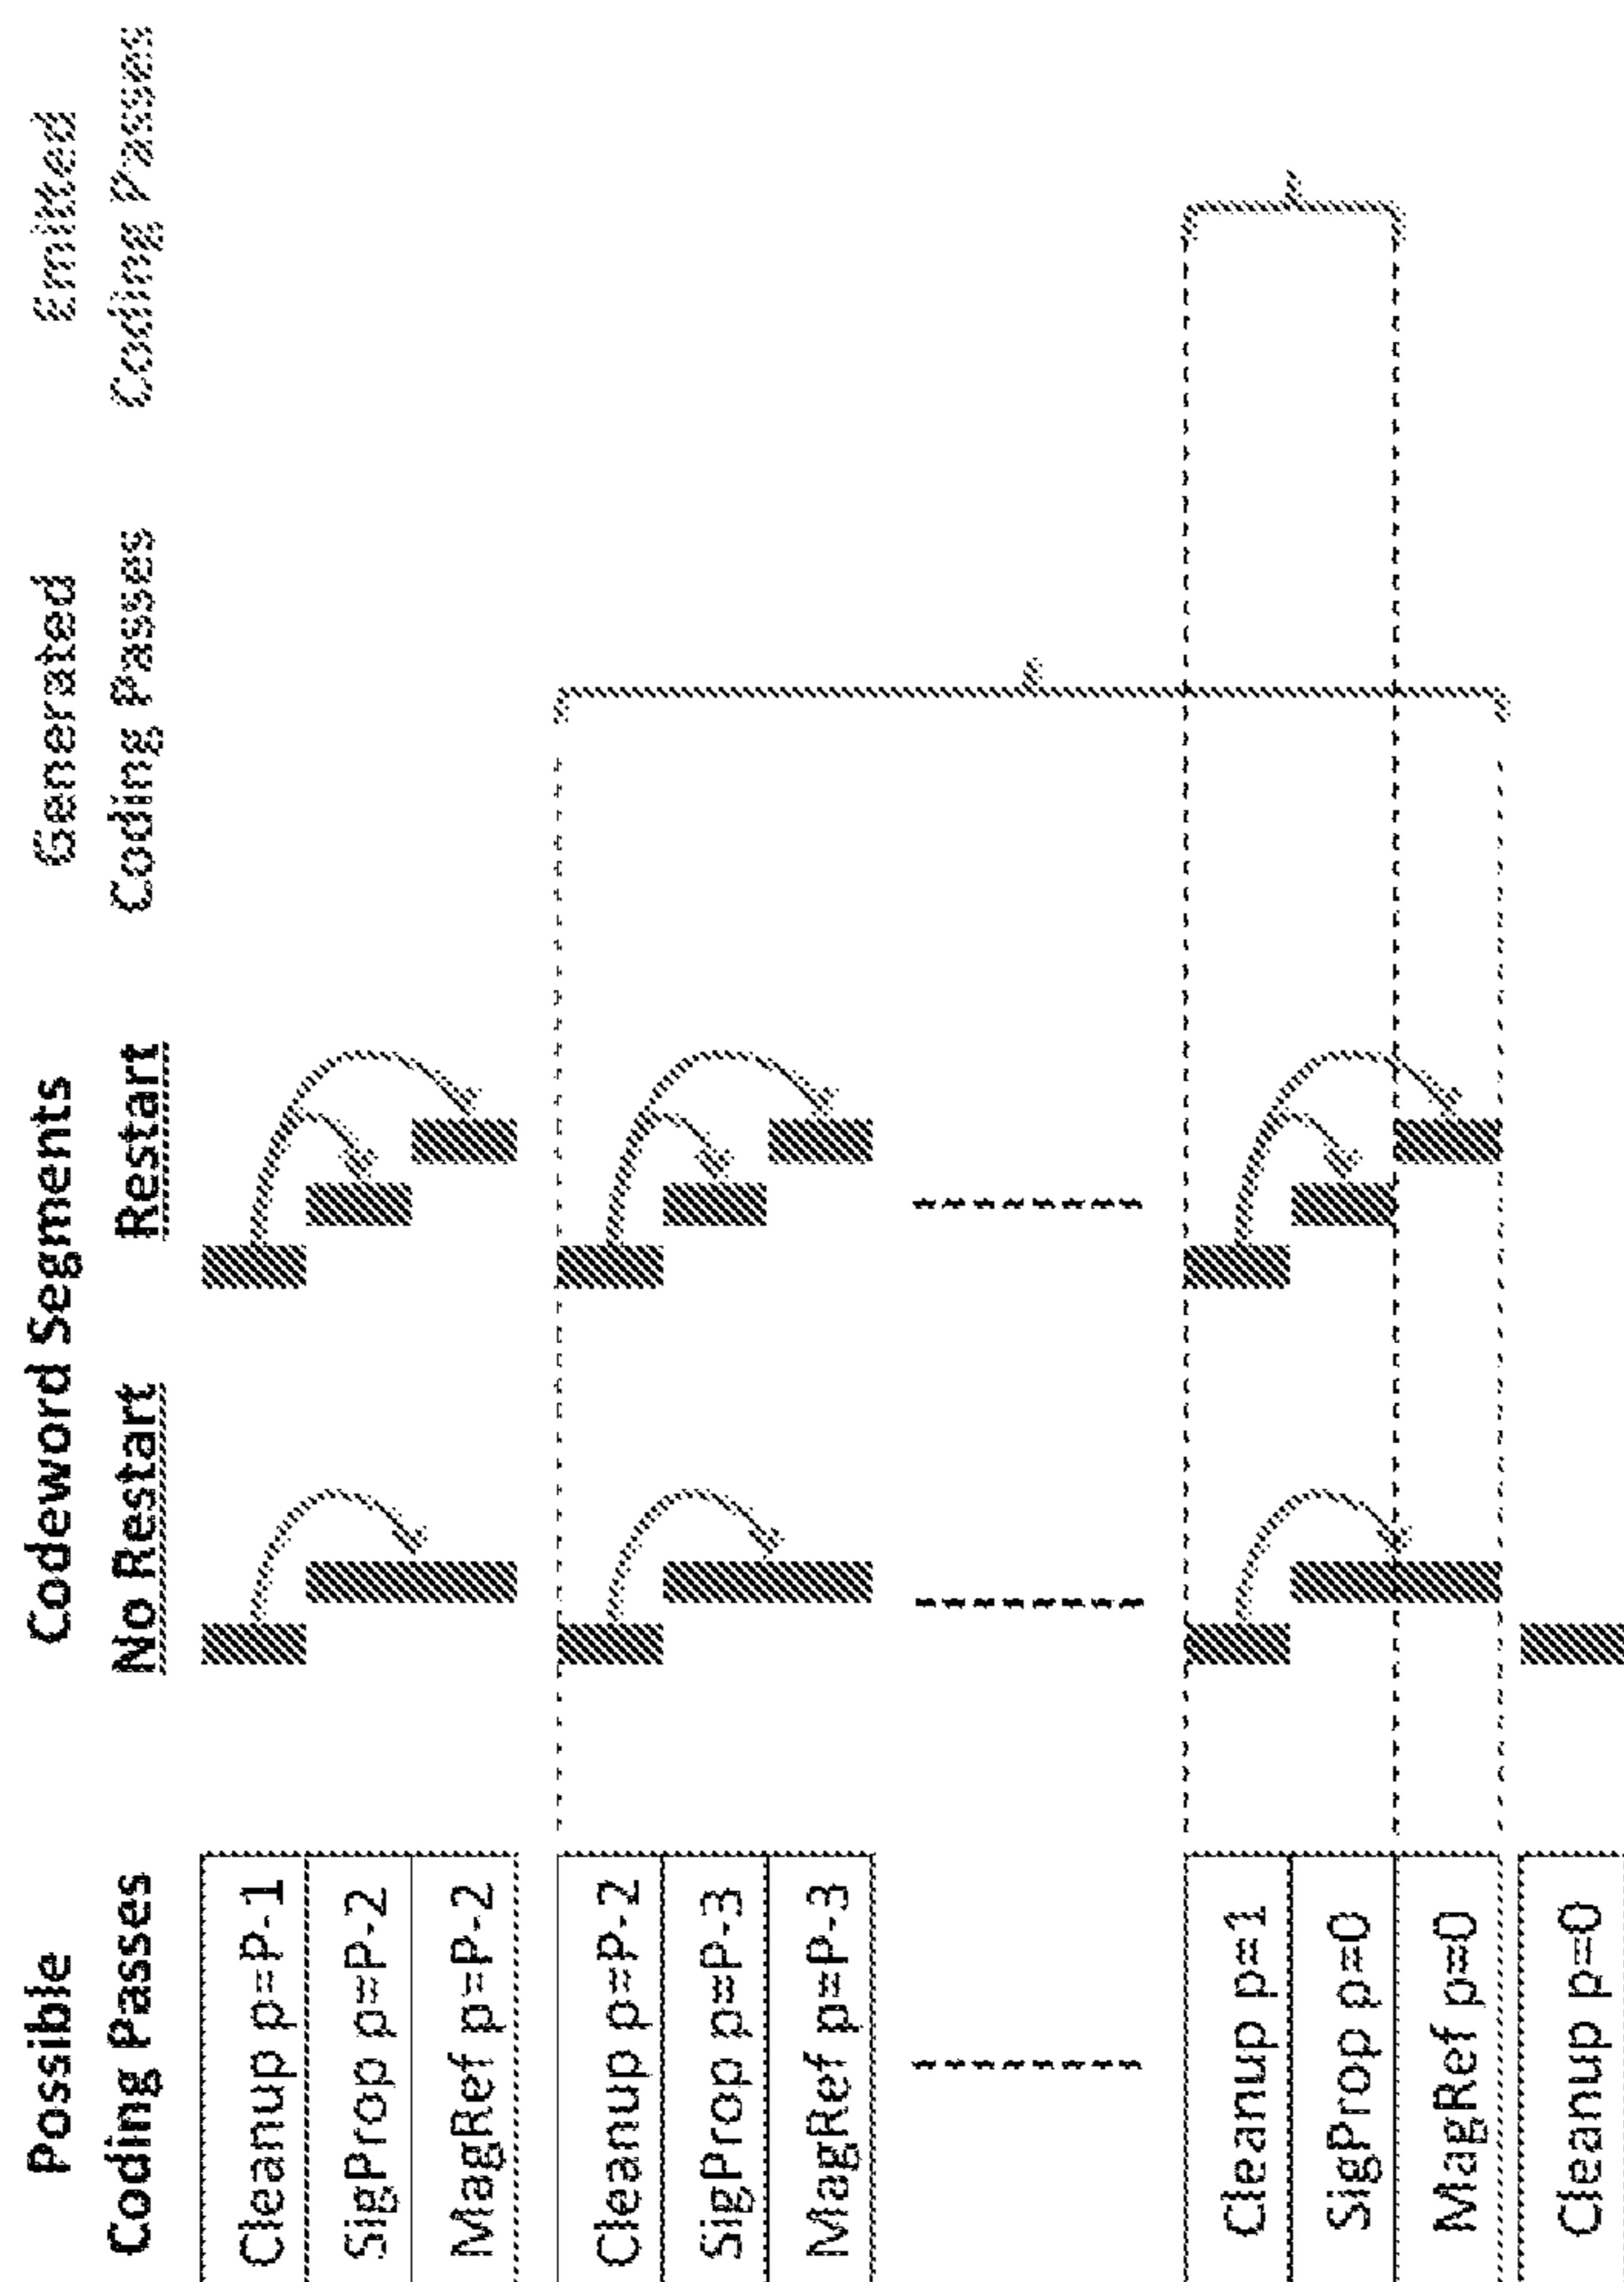 Possible
Coding Passes
Codeword Segments
No Restart
Restart
Generated
Coding Passes
Emitted
Coding Passes
Cleanup p=P-1
SigProp p=P-2
MagRef p=P-2
Cleanup p=P-2
SigProp p=P-3
MagRef p=P-3
Cleanup p=1
SigProp p=0
MagRef p=0
Cleanup p=0